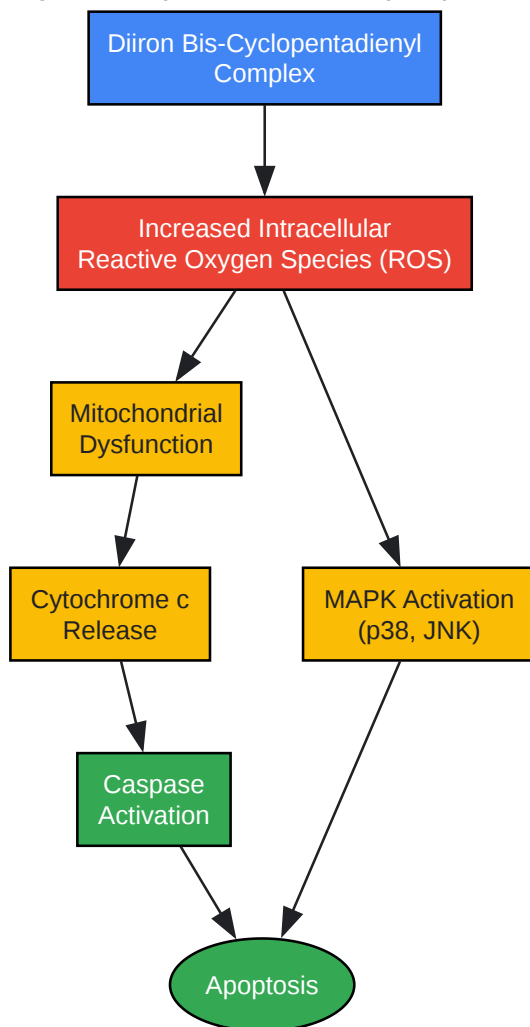 Diiron Bis-Cyclopentadienyl
Complex
Increased Intracellular
Reactive Oxygen Species (ROS)
Mitochondrial
Dysfunction
Cytochrome c
Release
MAPK Activation
(p38, JNK)
Caspase
Activation
Apoptosis